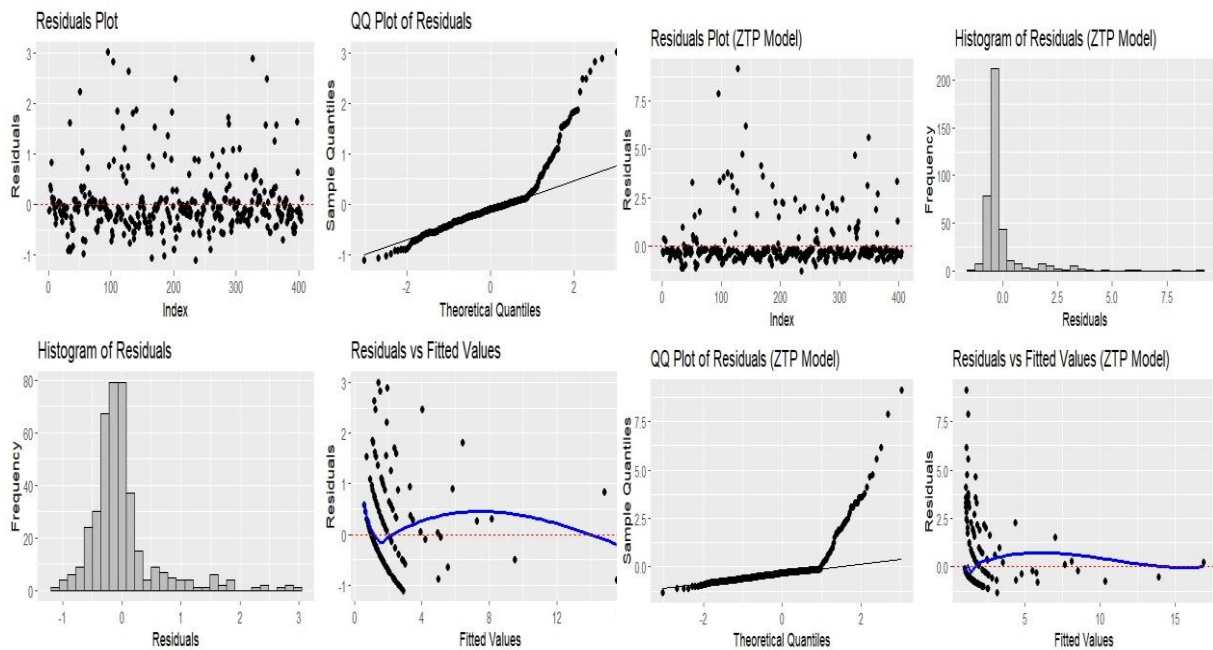 Residuals Plot
Residuals
3
2
1
0
-1
0
100
200
300
400
Index
QQ Plot of Residuals
Sample Quantiles
3
2
1
0
-1
-2
0
2
Theoretical Quantiles
Residuals Plot (ZTP Model)
Residuals
7.5
5.0
2.5
0.0
0
100
200
300
400
Index
Histogram of Residuals (ZTP Model)
Frequency
200
150
100
50
0
0.0
2.5
5.0
7.5
Residuals
Histogram of Residuals
Frequency
80
60
40
20
0
-1
0
1
2
3
Residuals
Residuals vs Fitted Values
Residuals
3
2
1
0
-1
0
4
8
12
Fitted Values
QQ Plot of Residuals (ZTP Model)
Sample Quantiles
7.5
5.0
2.5
0.0
-2
0
2
Theoretical Quantiles
Residuals vs Fitted Values (ZTP Model)
Residuals
7.5
5.0
2.5
0.0
5
10
15
Fitted Values